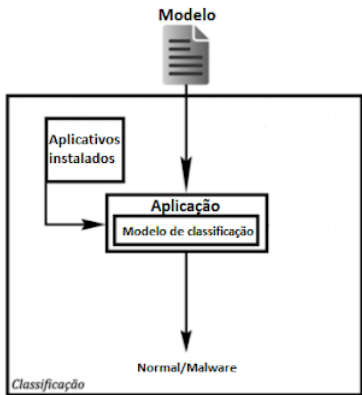 Modelo
Aplicativos
instalados
Aplicação
Modelo de classificação
Normal/Malware
Classificação